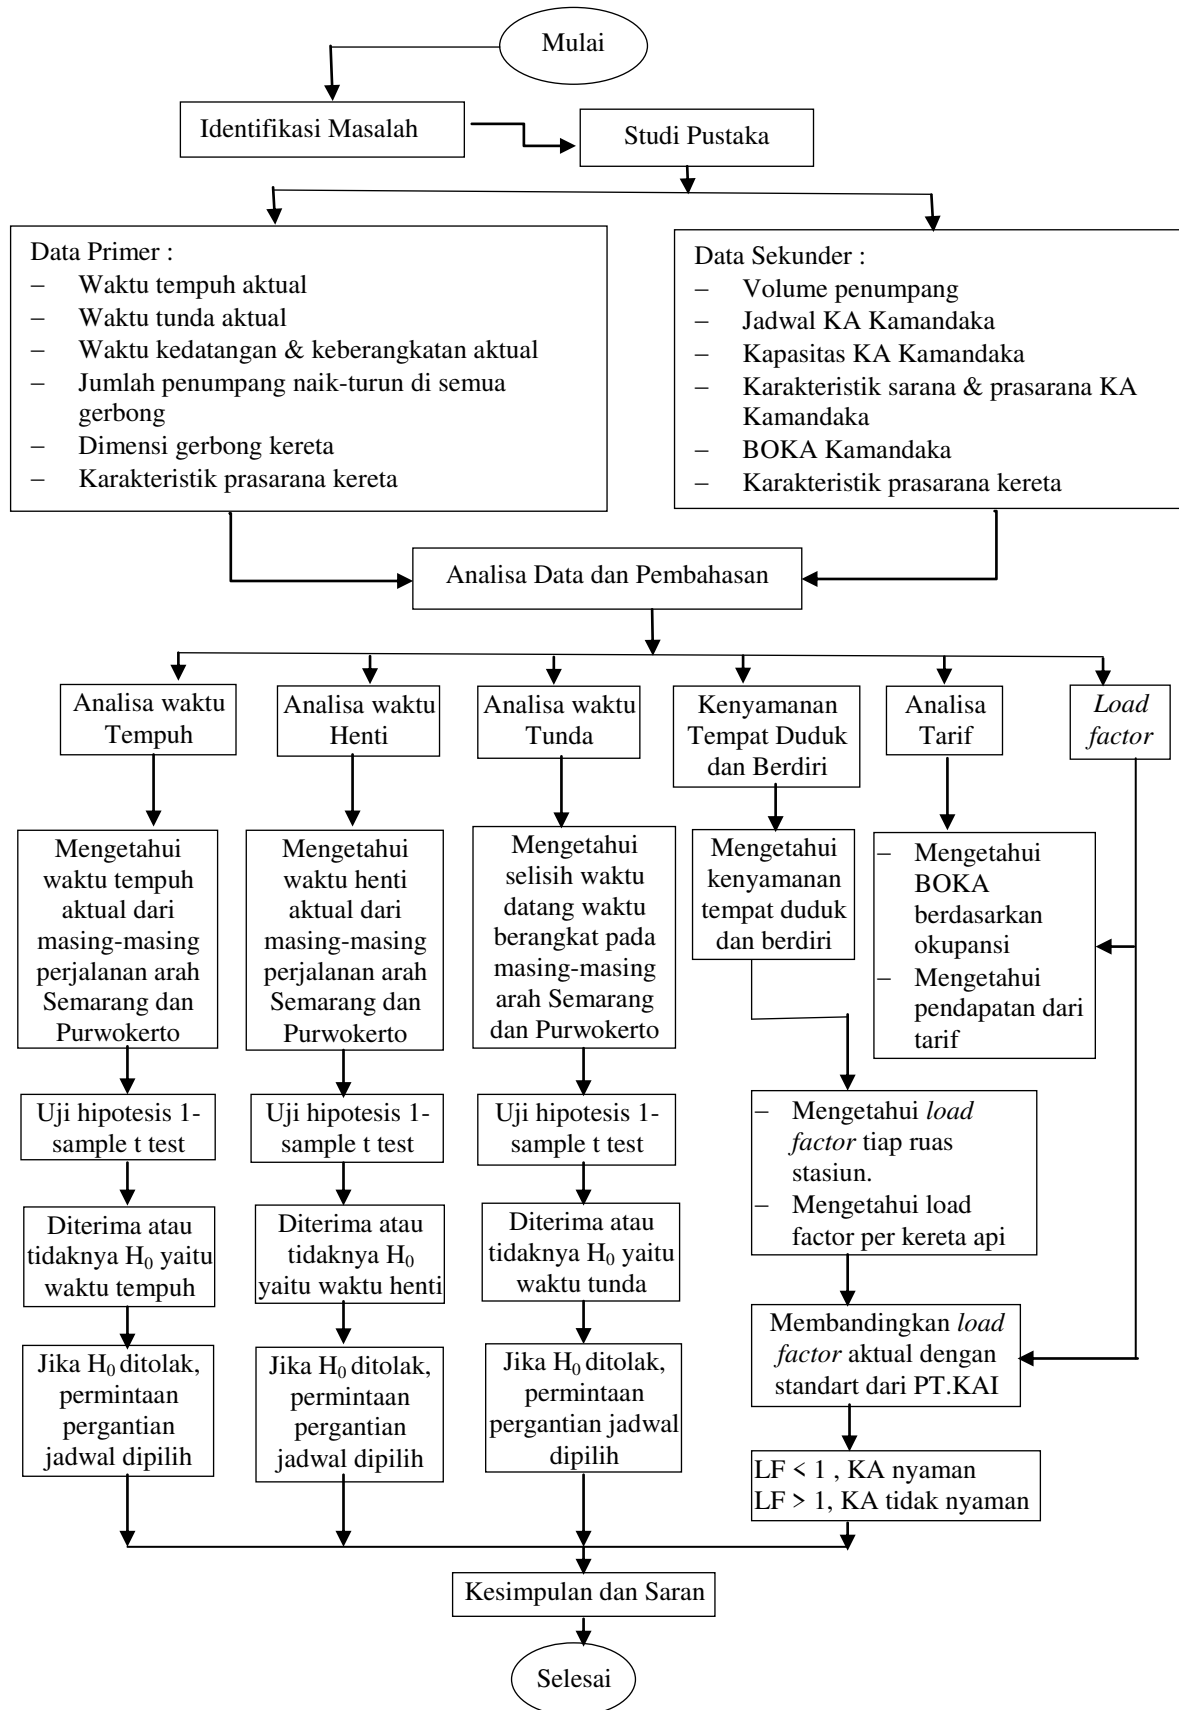 Mulai
Identifikasi Masalah
Studi Pustaka
Data Primer :
– Waktu tempuh aktual
– Waktu tunda aktual
– Waktu kedatangan & keberangkatan aktual
– Jumlah penumpang naik-turun di semua
gerbong
– Dimensi gerbong kereta
– Karakteristik prasarana kereta
Data Sekunder :
– Volume penumpang
– Jadwal KA Kamandaka
– Kapasitas KA Kamandaka
– Karakteristik sarana & prasarana KA
Kamandaka
– BOKA Kamandaka
– Karakteristik prasarana kereta
Analisa Data dan Pembahasan
Analisa waktu
Tempuh
Analisa waktu
Henti
Analisa waktu
Tunda
Kenyamanan
Tempat Duduk
dan Berdiri
Analisa
Tarif
Load
factor
Mengetahui
waktu tempuh
aktual dari
masing-masing
perjalanan arah
Semarang dan
Purwokerto
Mengetahui
waktu henti
aktual dari
masing-masing
perjalanan arah
Semarang dan
Purwokerto
Mengetahui
selisih waktu
datang waktu
berangkat pada
masing-masing
arah Semarang
dan Purwokerto
Mengetahui
kenyamanan
tempat duduk
dan berdiri
– Mengetahui
BOKA
berdasarkan
okupansi
– Mengetahui
pendapatan dari
tarif
Uji hipotesis 1-
sample t test
Uji hipotesis 1-
sample t test
Uji hipotesis 1-
sample t test
– Mengetahui load
factor tiap ruas
stasiun.
– Mengetahui load
factor per kereta api
Diterima atau
tidaknya H₀ yaitu
waktu tempuh
Diterima atau
tidaknya H₀
yaitu waktu henti
Diterima atau
tidaknya H₀ yaitu
waktu tunda
Membandingkan load
factor aktual dengan
standart dari PT.KAI
Jika H₀ ditolak,
permintaan
pergantian
jadwal dipilih
Jika H₀ ditolak,
permintaan
pergantian
jadwal dipilih
Jika H₀ ditolak,
permintaan
pergantian jadwal
dipilih
LF < 1 , KA nyaman
LF > 1, KA tidak nyaman
Kesimpulan dan Saran
Selesai